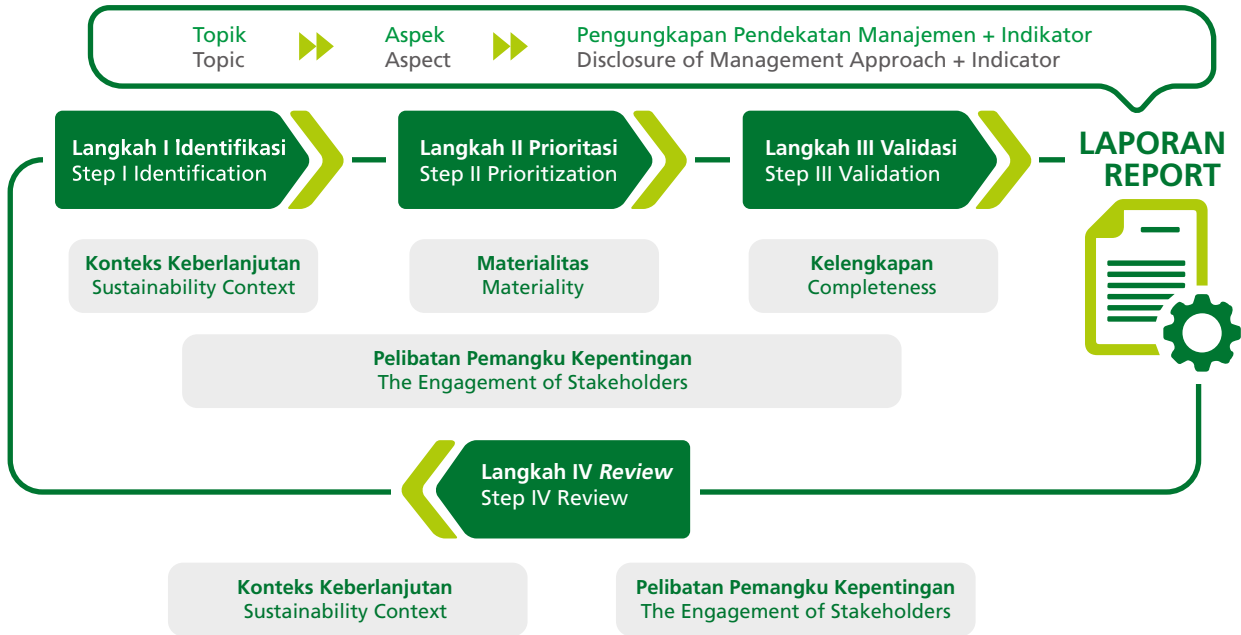 Topik
Topic
Aspek
Aspect
Pengungkapan Pendekatan Manajemen + Indikator
Disclosure of Management Approach + Indicator
Langkah I Identifikasi
Step I Identification
Langkah II Prioritasi
Step II Prioritization
Langkah III Validasi
Step III Validation
LAPORAN
REPORT
Konteks Keberlanjutan
Sustainability Context
Materialitas
Materiality
Kelengkapan
Completeness
Pelibatan Pemangku Kepentingan
The Engagement of Stakeholders
Langkah IV Review
Step IV Review
Konteks Keberlanjutan
Sustainability Context
Pelibatan Pemangku Kepentingan
The Engagement of Stakeholders